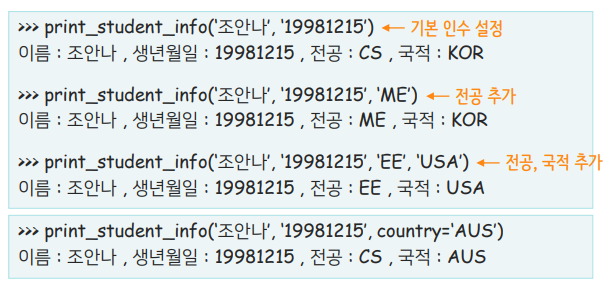 >>> print_student_info(‘조안나’, ‘19981215’) ← 기본 인수 설정
이름 : 조안나 , 생년월일 : 19981215 , 전공 : CS , 국적 : KOR
>>> print_student_info(‘조안나’, ‘19981215’, ‘ME’) ← 전공 추가
이름 : 조안나 , 생년월일 : 19981215 , 전공 : ME , 국적 : KOR
>>> print_student_info(‘조안나’, ‘19981215’, ‘EE’, ‘USA’) ← 전공, 국적 추가
이름 : 조안나 , 생년월일 : 19981215 , 전공 : EE , 국적 : USA
>>> print_student_info(‘조안나’, ‘19981215’, country=‘AUS’)
이름 : 조안나 , 생년월일 : 19981215 , 전공 : CS , 국적 : AUS